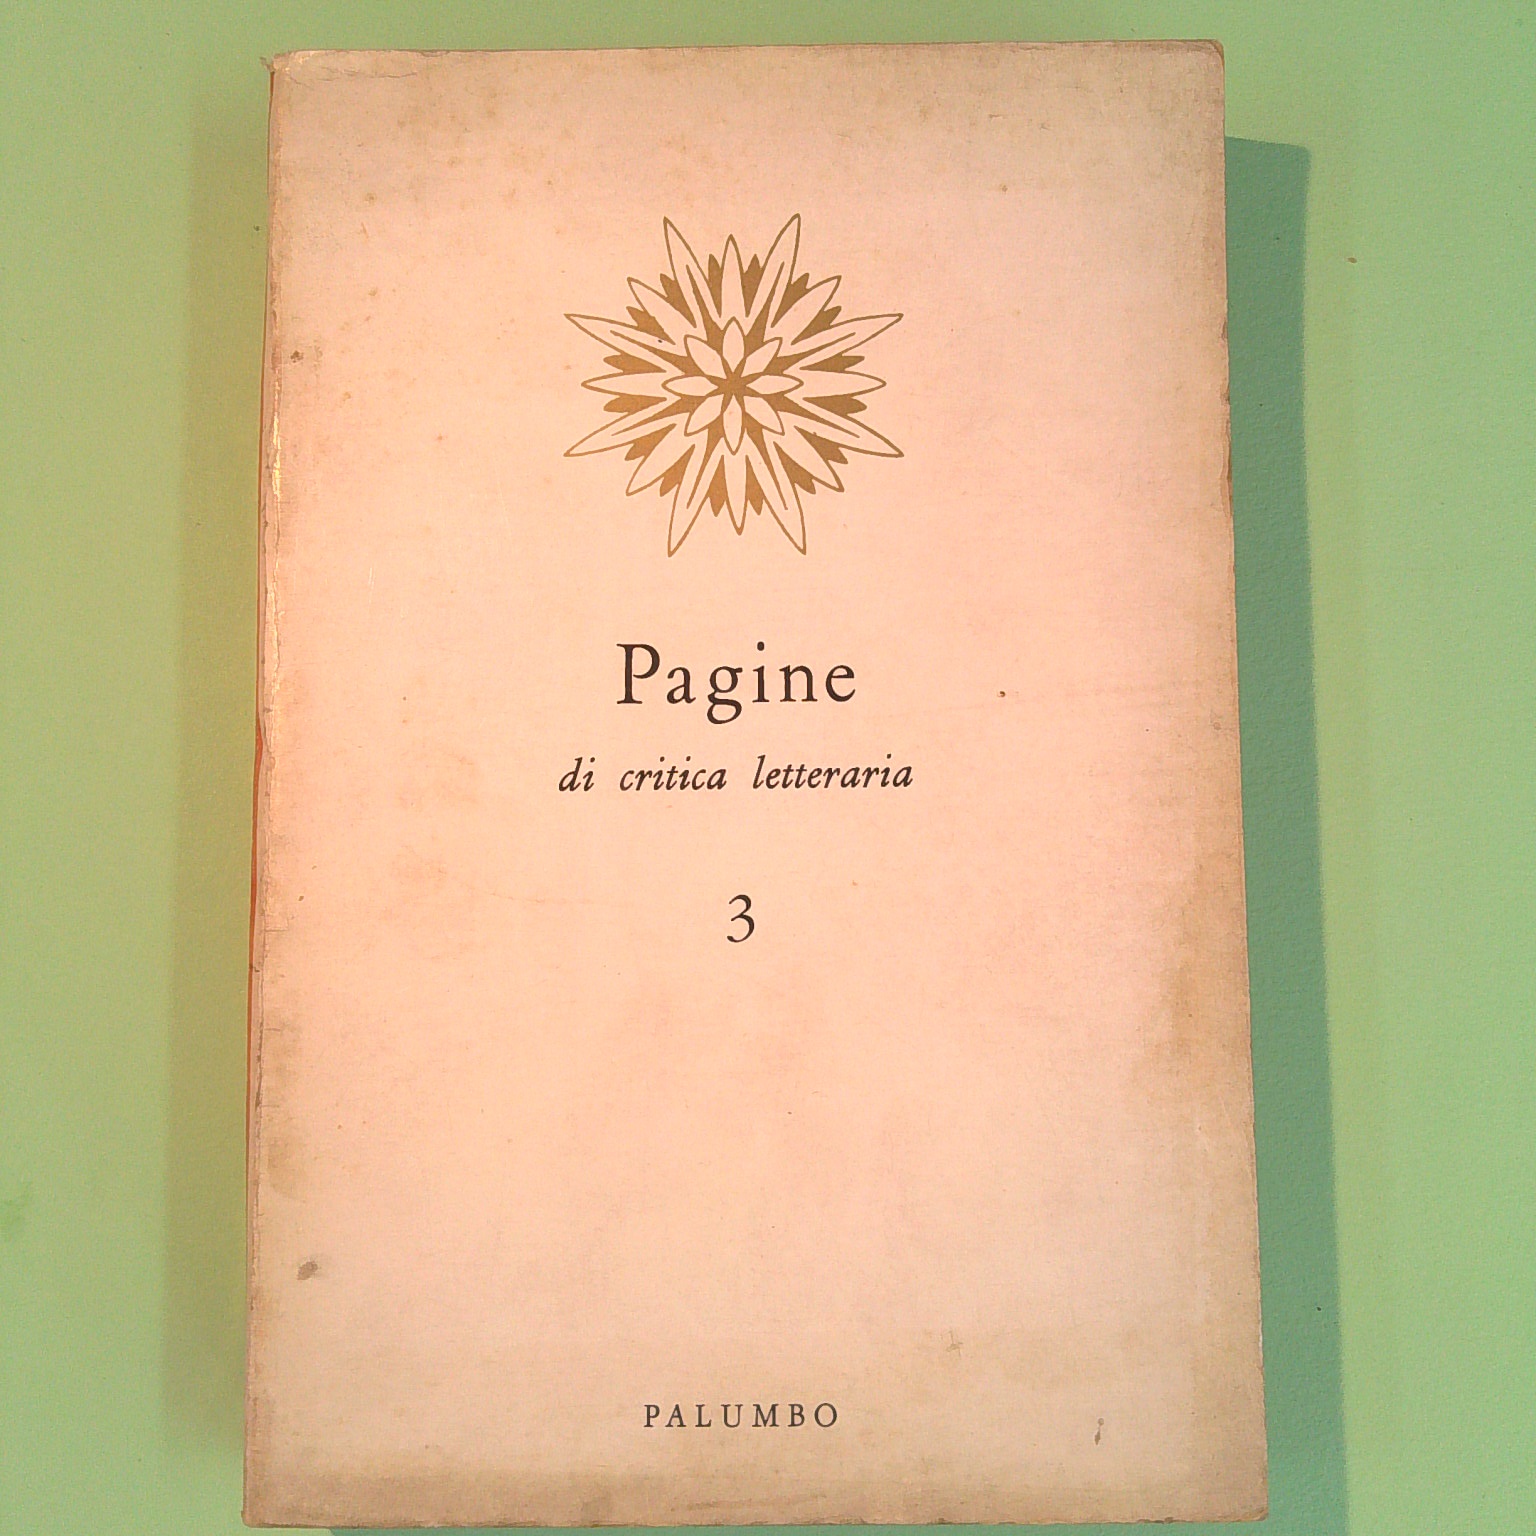 Pagine
di critica letteraria
3
PALUMBO